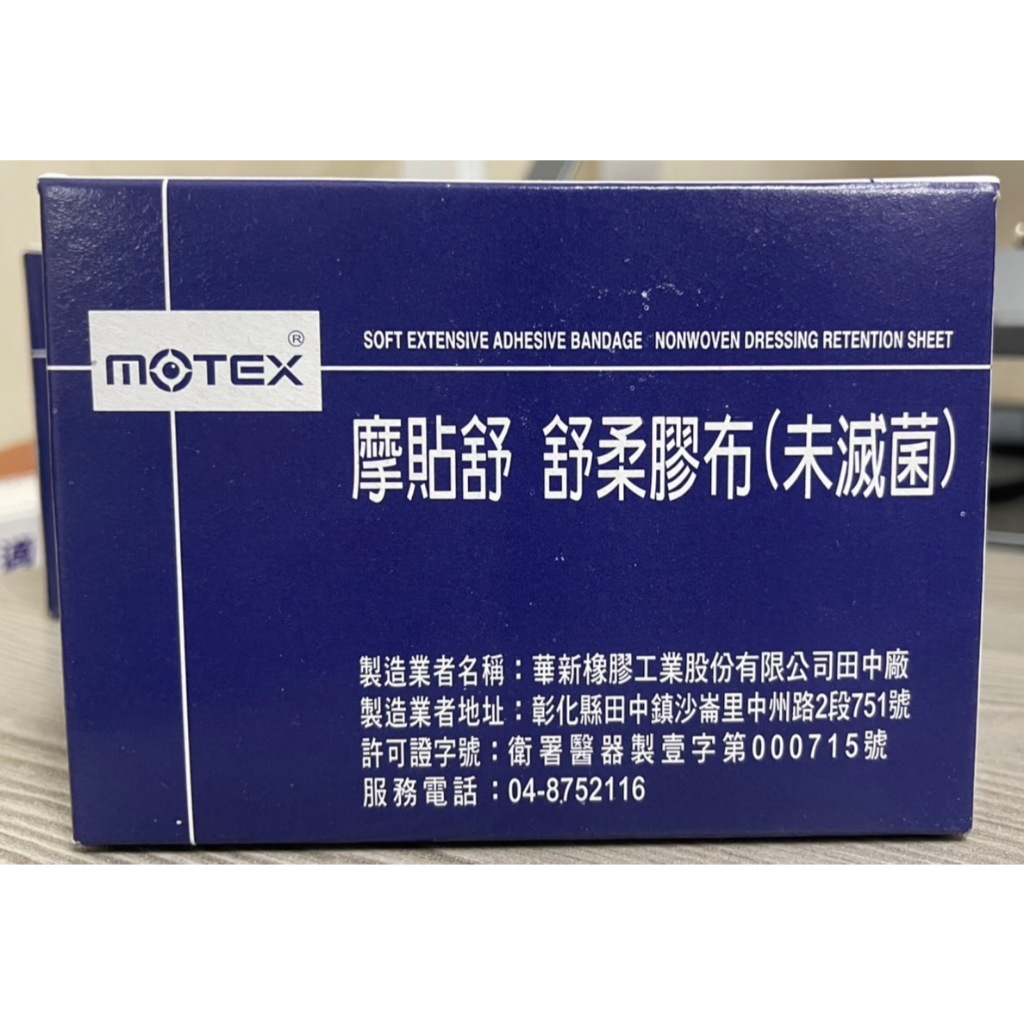 MOTEX®
SOFT EXTENSIVE ADHESIVE BANDAGE NONWOVEN DRESSING RETENTION SHEET
摩貼舒 舒柔膠布(未滅菌)
製造業者名稱：華新橡膠工業股份有限公司田中廠
製造業者地址：彰化縣田中鎮沙崙里中州路2段751號
許可證字號：衛署醫器製壹字第000715號
服務電話：04-8752116